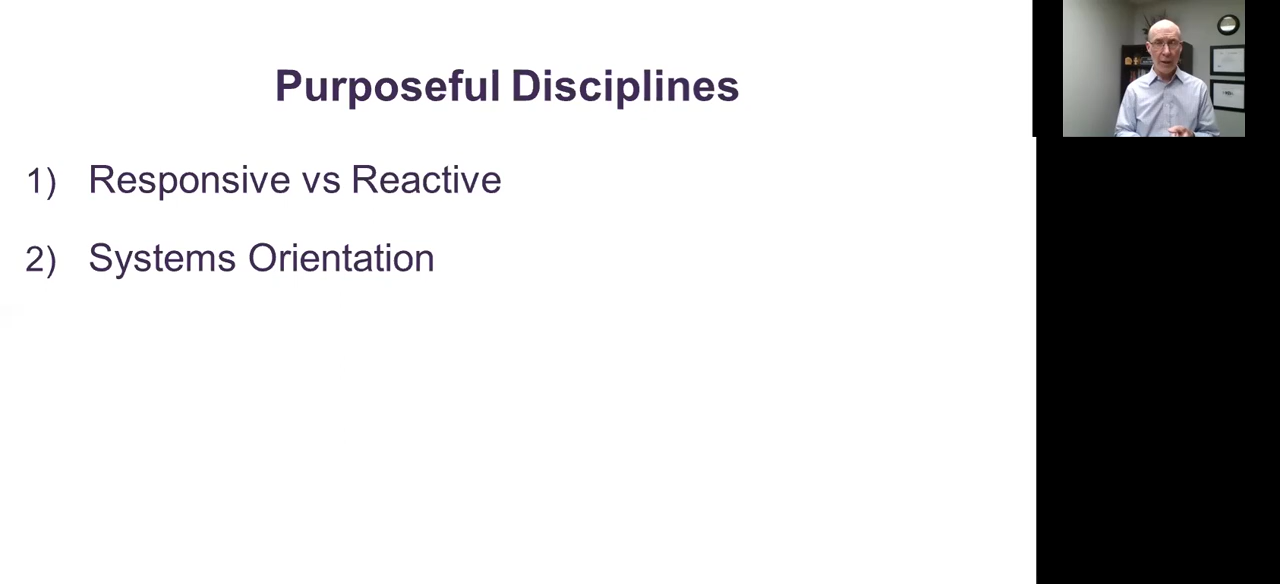 Purposeful Disciplines
1) Responsive vs Reactive
2) Systems Orientation